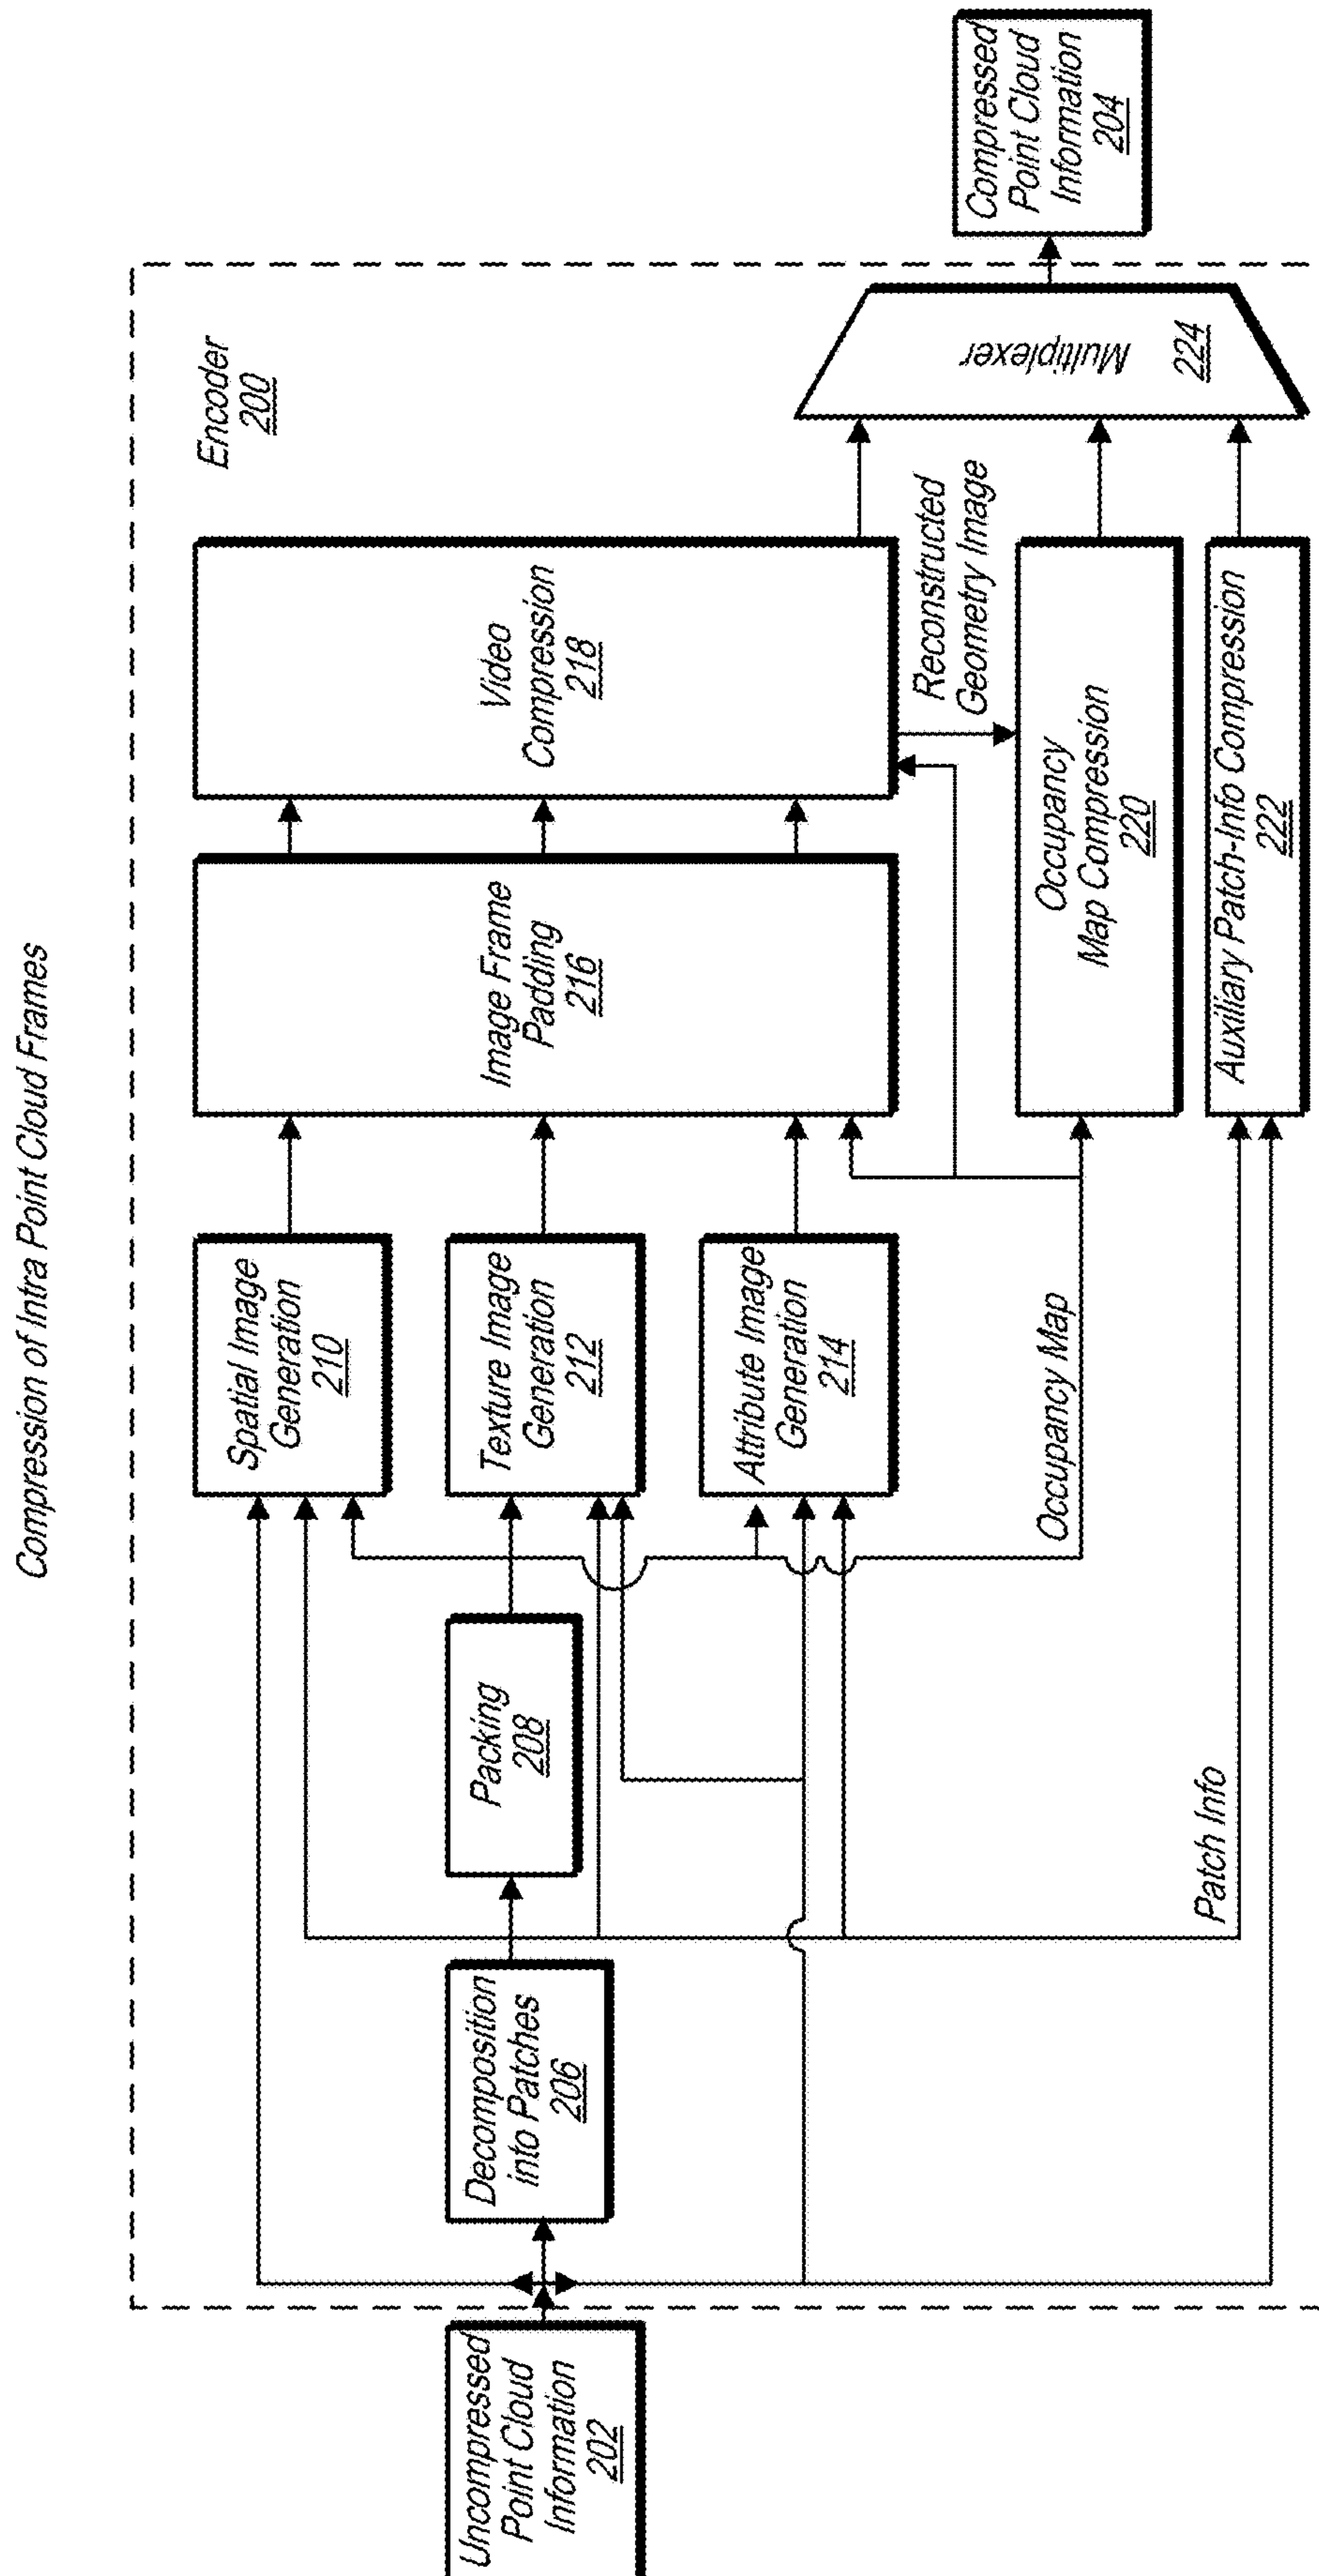 Compression of Intra Point Cloud Frames
Encoder
200
Uncompressed
Point Cloud
Information
202
Decomposition
into Patches
206
Packing
208
Spatial Image
Generation
210
Texture Image
Generation
212
Attribute Image
Generation
214
Image Frame
Padding
216
Video
Compression
218
Reconstructed
Geometry Image
Occupancy Map
Occupancy
Map Compression
220
Patch Info
Auxiliary Patch-Info Compression
222
Multiplexer
224
Compressed
Point Cloud
Information
204